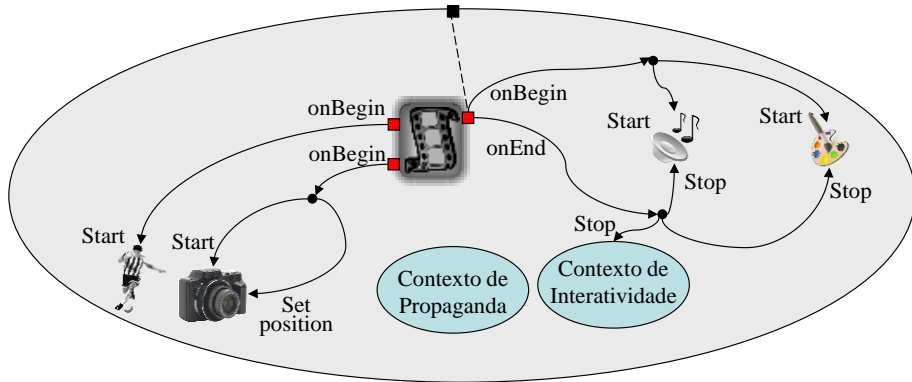 onBegin
Start
Start
onBegin
onEnd
onBegin
Stop
Stop
Stop
Start
Start
Contexto de
Propaganda
Contexto de
Interatividade
Set
position